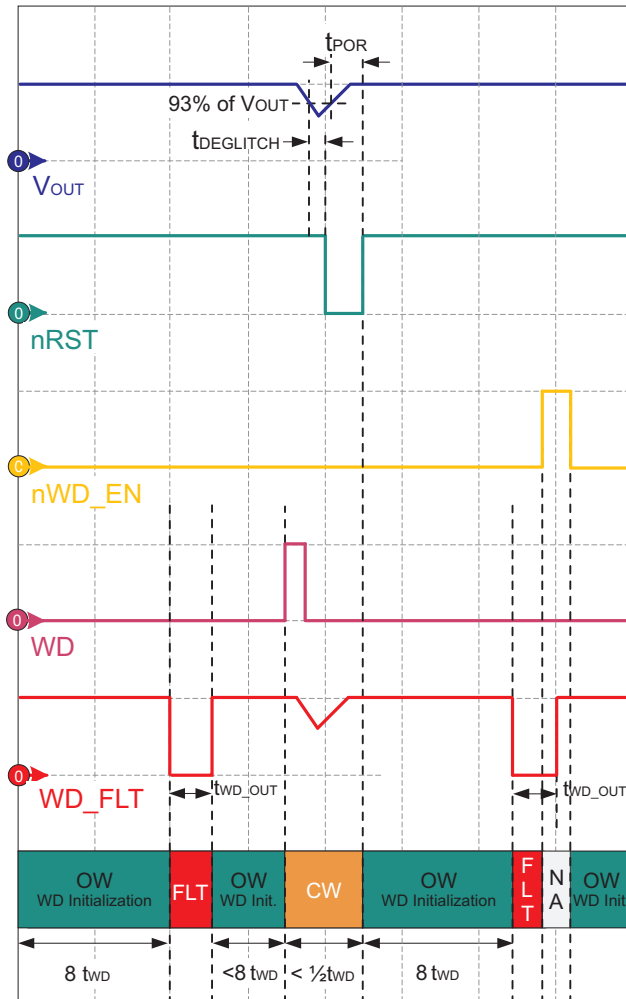 tPOR
93% of VOUT
tDEGLITCH
0
VOUT
0
nRST
C
nWD_EN
0
WD
0
WD_FLT
tWD_OUT
tWD_OUT
OW
WD Initialization
FLT
OW
WD Init.
CW
OW
WD Initialization
F
L
T
N
A
OW
WD Init
8 tWD
<8 tWD
< ½tWD
8 tWD